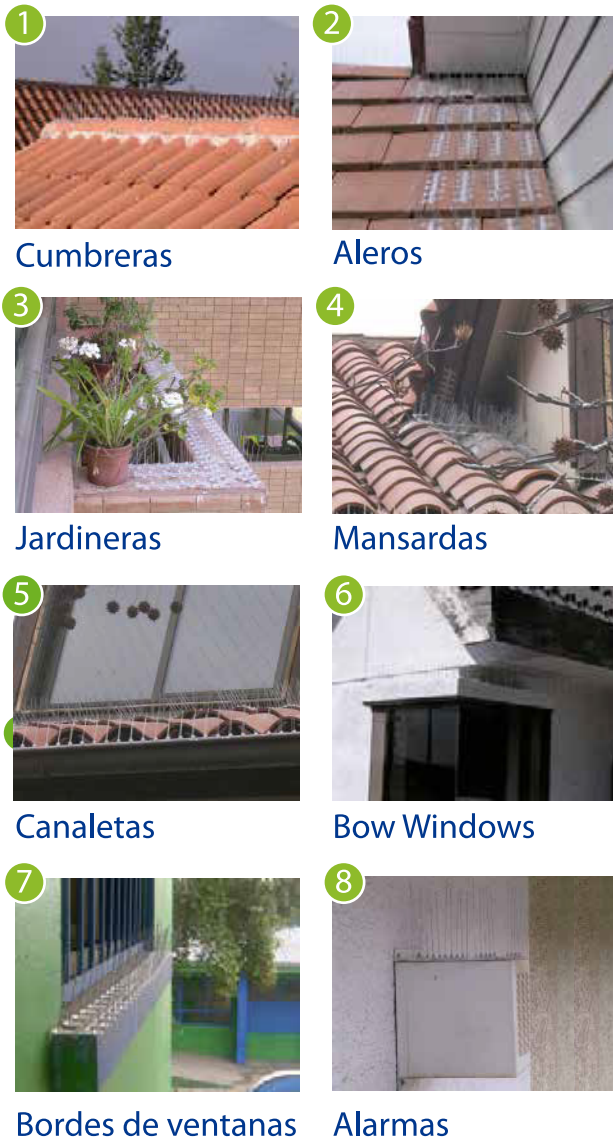 1
2
Cumbreras
Aleros
3
4
Jardineras
Mansardas
5
6
Canaletas
Bow Windows
7
8
Bordes de ventanas
Alarmas